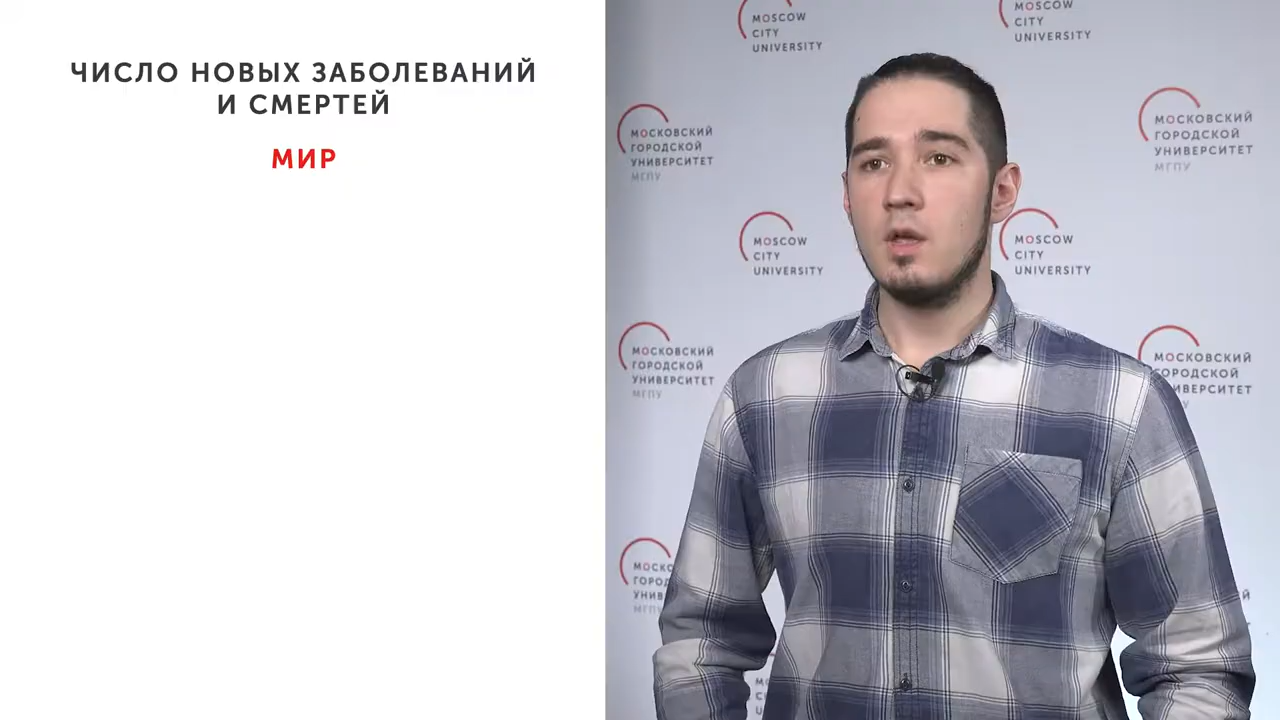 ЧИСЛО НОВЫХ ЗАБОЛЕВАНИЙ
И СМЕРТЕЙ
МИР
MOSCOW
CITY
UNIVERSITY
MOSCOW
CITY
UNIVERSITY
МОСКОВСКИЙ
ГОРОДСКОЙ
УНИВЕРСИТЕТ
МГПУ
МОСКОВСКИЙ
ГОРОДСКОЙ
УНИВЕРСИТЕТ
МГПУ
MOSCOW
CITY
UNIVERSITY
MOSCOW
CITY
UNIVERSITY
МОСКОВСКИЙ
ГОРОДСКОЙ
УНИВЕРСИТЕТ
МГПУ
МОСКОВСКИЙ
ГОРОДСКОЙ
УНИВЕРСИТЕТ